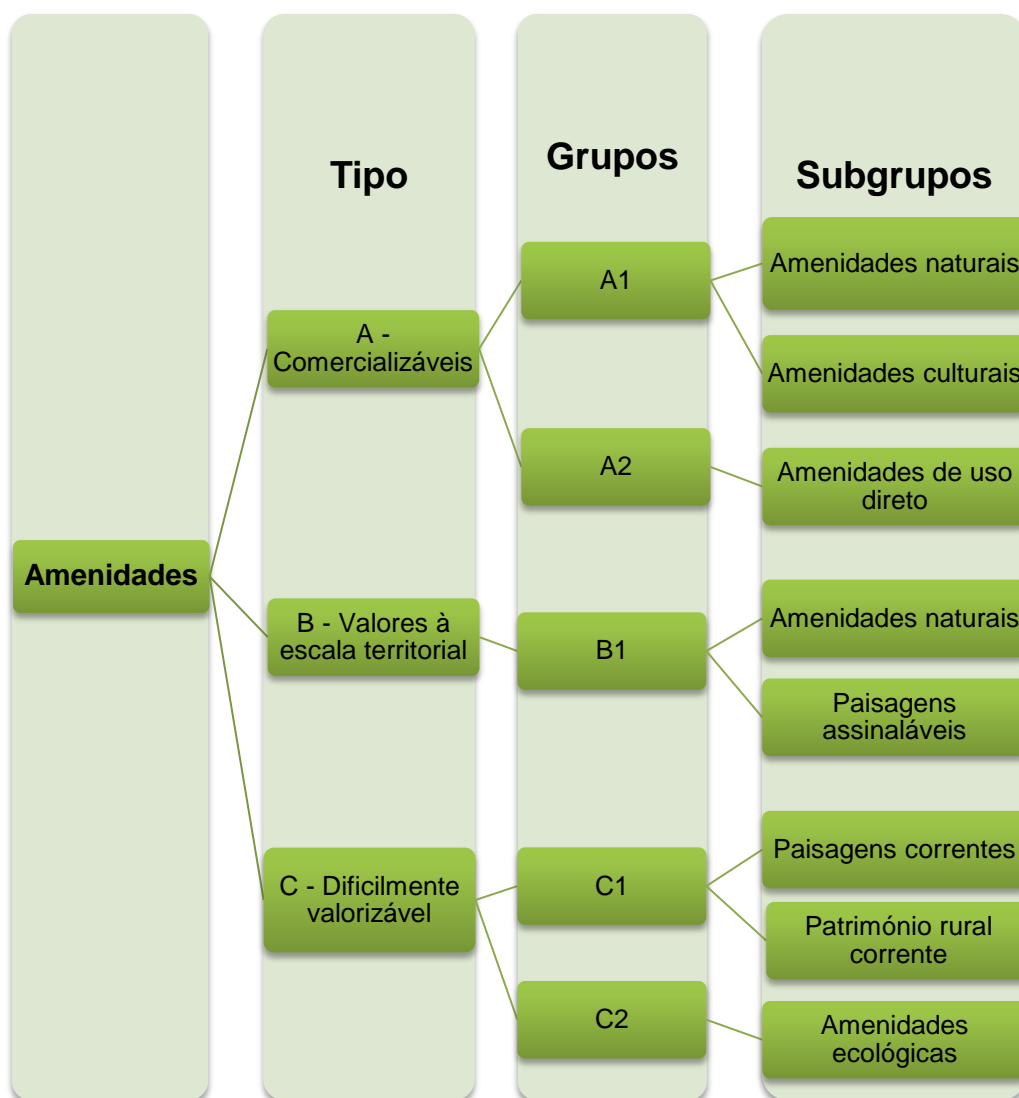 Tipo
Grupos
Subgrupos
Amenidades
A -
Comercializáveis
B - Valores à
escala territorial
C - Dificilmente
valorizável
A1
A2
B1
C1
C2
Amenidades naturais
Amenidades culturais
Amenidades de uso
direto
Amenidades naturais
Paisagens
assinaláveis
Paisagens correntes
Património rural
corrente
Amenidades
ecológicas